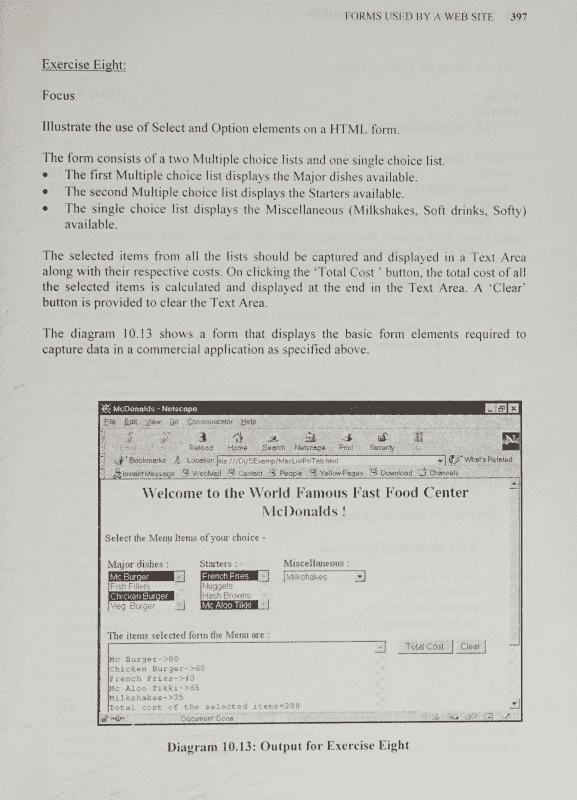 FORMS USED BY A WEB SITE 397
Exercise Eight:
Focus
Illustrate the use of Select and Option elements on a HTML form.
The form consists of a two Multiple choice lists and one single choice list.
• The first Multiple choice list displays the Major dishes available.
• The second Multiple choice list displays the Starters available.
• The single choice list displays the Miscellaneous (Milkshakes, Soft drinks, Softy)
available.
The selected items from all the lists should be captured and displayed in a Text Area
along with their respective costs. On clicking the ‘Total Cost ’ button, the total cost of all
the selected items is calculated and displayed at the end in the Text Area. A ‘Clear’
button is provided to clear the Text Area.
The diagram 10.13 shows a form that displays the basic form elements required to
capture data in a commercial application as specified above.
McDonalds - Netscape
File Edit View Go Communicator Help
Reload Home Search Netscape Print Security
Bookmarks Location: What's Related
Instant Message WebMail Contact People Yellow Pages Download Channels
Welcome to the World Famous Fast Food Center
McDonalds !
Select the Menu Items of your choice -
Major dishes : Starters : Miscellaneous :
Mc Burger French Fries Milkshakes
Fish Fillets Nuggets
Chicken Burger Hash Browns
Veg. Burger Mc Aloo Tikki
The items selected form the Menu are :
Total Cost Clear
Mc Burger->80
Chicken Burger->60
French Fries->40
Mc Aloo Tikki->65
Milkshakes->35
Total cost of the selected items=280
Document Done
Diagram 10.13: Output for Exercise Eight